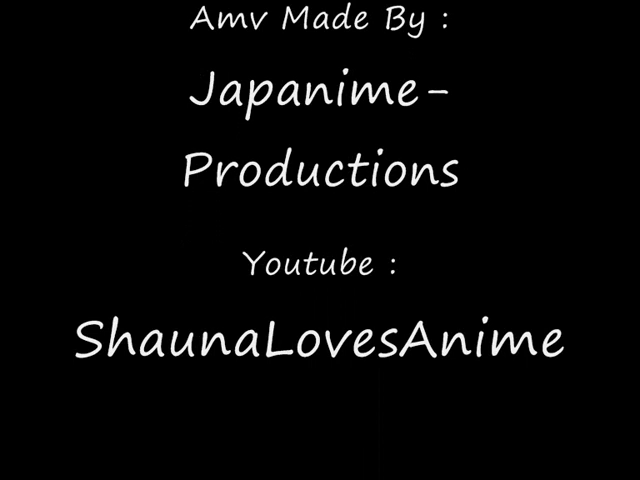 Amv Made By :
Japanime-
Productions
Youtube :
ShaunaLovesAnime